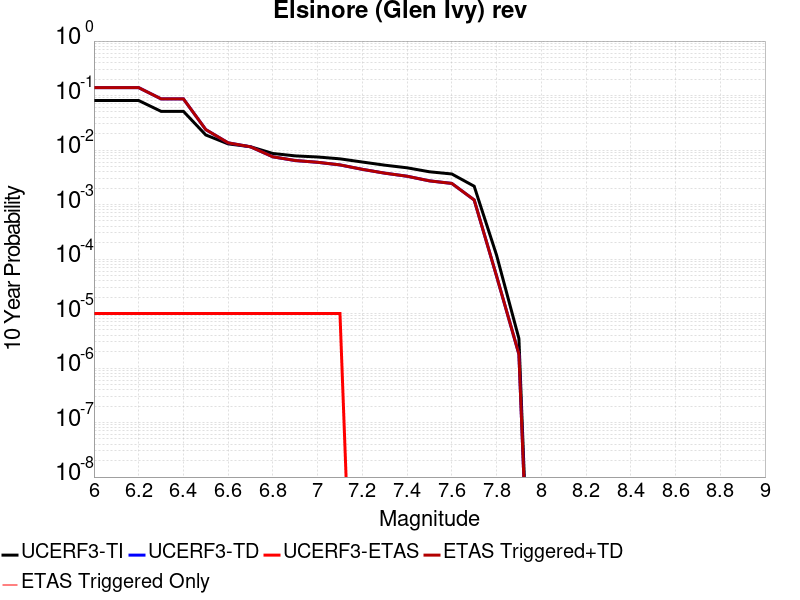 Elsinore (Glen Ivy) rev
10^0
10^-1
10^-2
10^-3
10^-4
10^-5
10^-6
10^-7
10^-8
10 Year Probability
6 6.2 6.4 6.6 6.8 7 7.2 7.4 7.6 7.8 8 8.2 8.4 8.6 8.8 9
Magnitude
UCERF3-TI UCERF3-TD UCERF3-ETAS ETAS Triggered+TD
ETAS Triggered Only